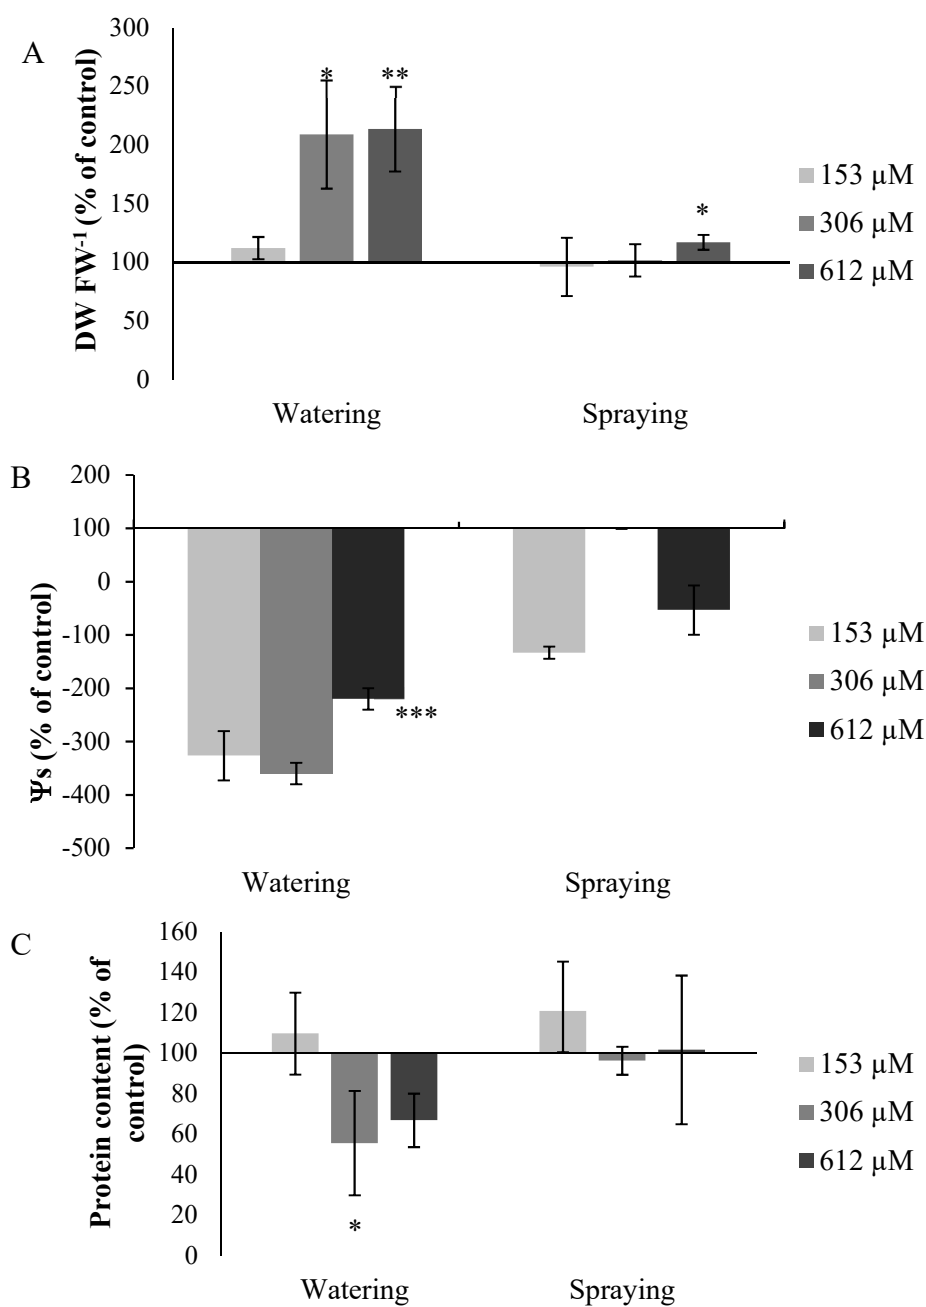 A
DW FW⁻¹ (% of control)
300
250
200
150
100
50
0
*
**
*
Watering
Spraying
153 µM
306 µM
612 µM
B
Ψs (% of control)
200
100
0
-100
-200
-300
-400
-500
***
Watering
Spraying
153 µM
306 µM
612 µM
C
Protein content (% of
control)
160
140
120
100
80
60
40
20
0
*
Watering
Spraying
153 µM
306 µM
612 µM